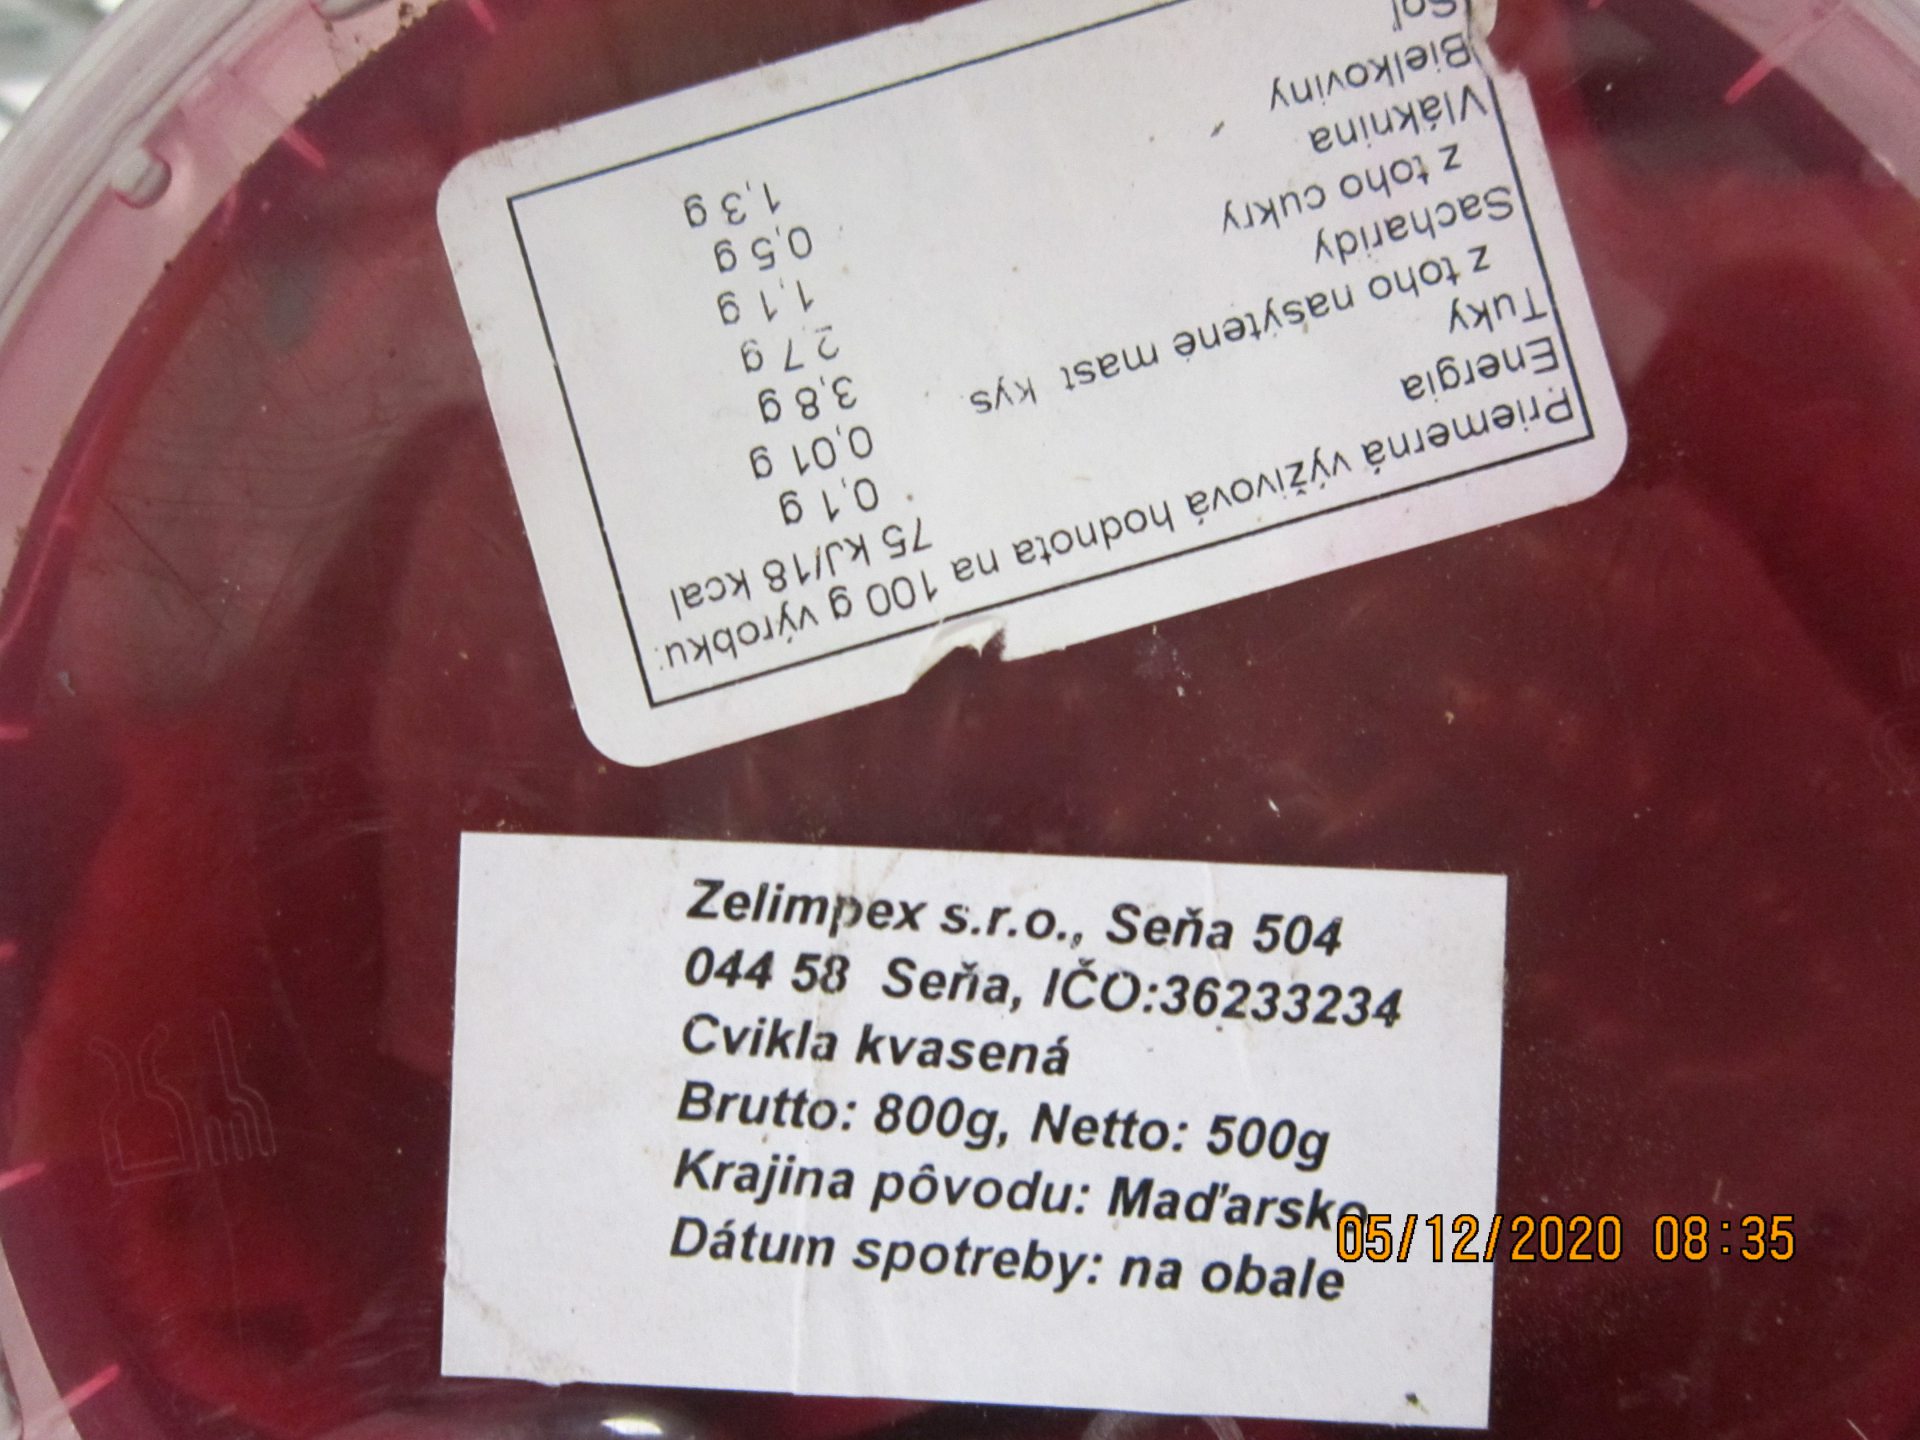 Priemerná výživová hodnota na 100 g výrobku:
Energia 75 kJ/18 kcal
Tuky 0,1 g
z toho nasýtené mast kys 0,01 g
Sacharidy 3,8 g
z toho cukry 2,7 g
Vláknina 1,1 g
Bielkoviny 0,5 g
Soľ 1,3 g
Zelimpex s.r.o., Seňa 504
044 58 Seňa, IČO:36233234
Cvikla kvasená
Brutto: 800g, Netto: 500g
Krajina pôvodu: Maďarsko
Dátum spotreby: na obale
05/12/2020 08:35